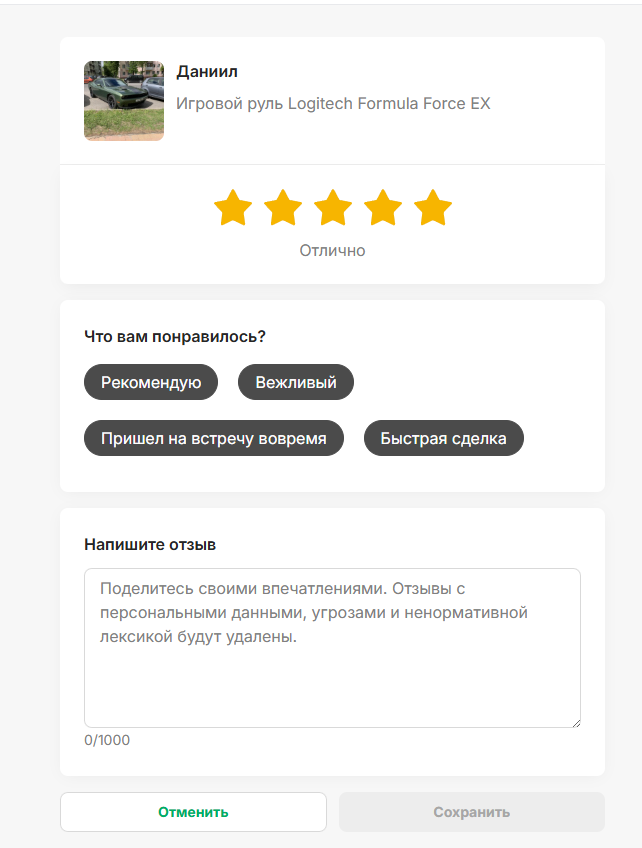 Даниил
Игровой руль Logitech Formula Force EX
Отлично
Что вам понравилось?
Рекомендую
Вежливый
Пришел на встречу вовремя
Быстрая сделка
Напишите отзыв
Поделитесь своими впечатлениями. Отзывы с
персональными данными, угрозами и ненормативной
лексикой будут удалены.
0/1000
Отменить
Сохранить